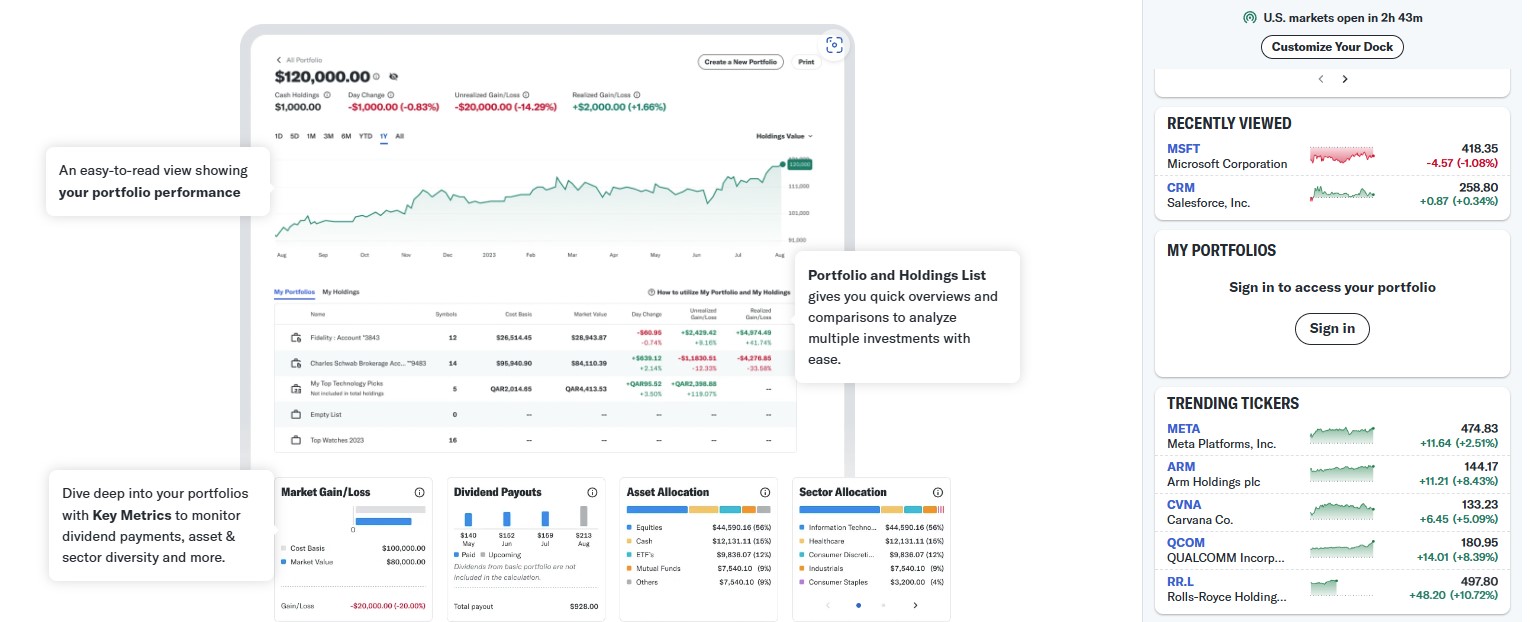 All Portfolio
$120,000.00
Create a New Portfolio
Print
Cash Holdings
Day Change
Unrealized Gain/Loss
Realized Gain/Loss
$1,000.00
-$1,000.00 (-0.83%)
-$20,000.00 (-14.29%)
+$2,000.00 (+1.66%)
1D 5D 1M 3M 6M YTD 1Y All
Holdings Value
An easy-to-read view showing
your portfolio performance
120,000
111,000
101,000
91,000
Aug Sep Oct Nov Dec 2023 Feb Mar Apr May Jun Jul Aug
Portfolio and Holdings List
gives you quick overviews and
comparisons to analyze
multiple investments with
ease.
My Portfolios My Holdings
How to utilize My Portfolio and My Holdings
Name Symbols Cost Basis Market Value Day Change Unrealized Gain/Loss Realized Gain/Loss
Fidelity : Account *3843 12 $26,514.45 $28,943.87 -$60.95 +$2,429.42 +$4,974.49
-0.74% +9.16% +41.74%
Charles Schwab Brokerage Acc... **9483 14 $95,940.90 $84,110.39 +$635.12 -$1,1830.51 -$4,276.85
+2.14% -12.33% -33.58%
My Top Technology Picks 5 QAR2,014.65 QAR4,413.53 +QAR95.52 +QAR2,398.88 --
Not included in total holdings +3.50% +119.07%
Empty List 0 -- -- -- -- --
Top Watches 2023 16 -- -- -- -- --
Dive deep into your portfolios
with Key Metrics to monitor
dividend payments, asset &
sector diversity and more.
Market Gain/Loss
0
Cost Basis $100,000.00
Market Value $80,000.00
Gain/Loss -$20,000.00 (-20.00%)
Dividend Payouts
$140 $152 $159 $213
May Jun Jul Aug
Paid Upcoming
Dividends from basic portfolio are not
included in the calculation.
Total payout $928.00
Asset Allocation
Equities $44,590.16 (56%)
Cash $12,131.11 (15%)
ETF's $9,838.07 (12%)
Mutual Funds $7,540.10 (9%)
Others $7,540.10 (9%)
Sector Allocation
Information Techno... $44,590.16 (56%)
Healthcare $12,131.11 (15%)
Consumer Discreti... $9,838.07 (12%)
Industrials $7,540.10 (9%)
Consumer Staples $3,200.00 (4%)
U.S. markets open in 2h 43m
Customize Your Dock
RECENTLY VIEWED
MSFT 418.35
Microsoft Corporation -4.57 (-1.08%)
CRM 258.80
Salesforce, Inc. +0.87 (+0.34%)
MY PORTFOLIOS
Sign in to access your portfolio
Sign in
TRENDING TICKERS
META 474.83
Meta Platforms, Inc. +11.64 (+2.51%)
ARM 144.17
Arm Holdings plc +11.21 (+8.43%)
CVNA 133.23
Carvana Co. +6.45 (+5.09%)
QCOM 180.95
QUALCOMM Incorp... +14.01 (+8.39%)
RR.L 497.80
Rolls-Royce Holding... +48.20 (+10.72%)